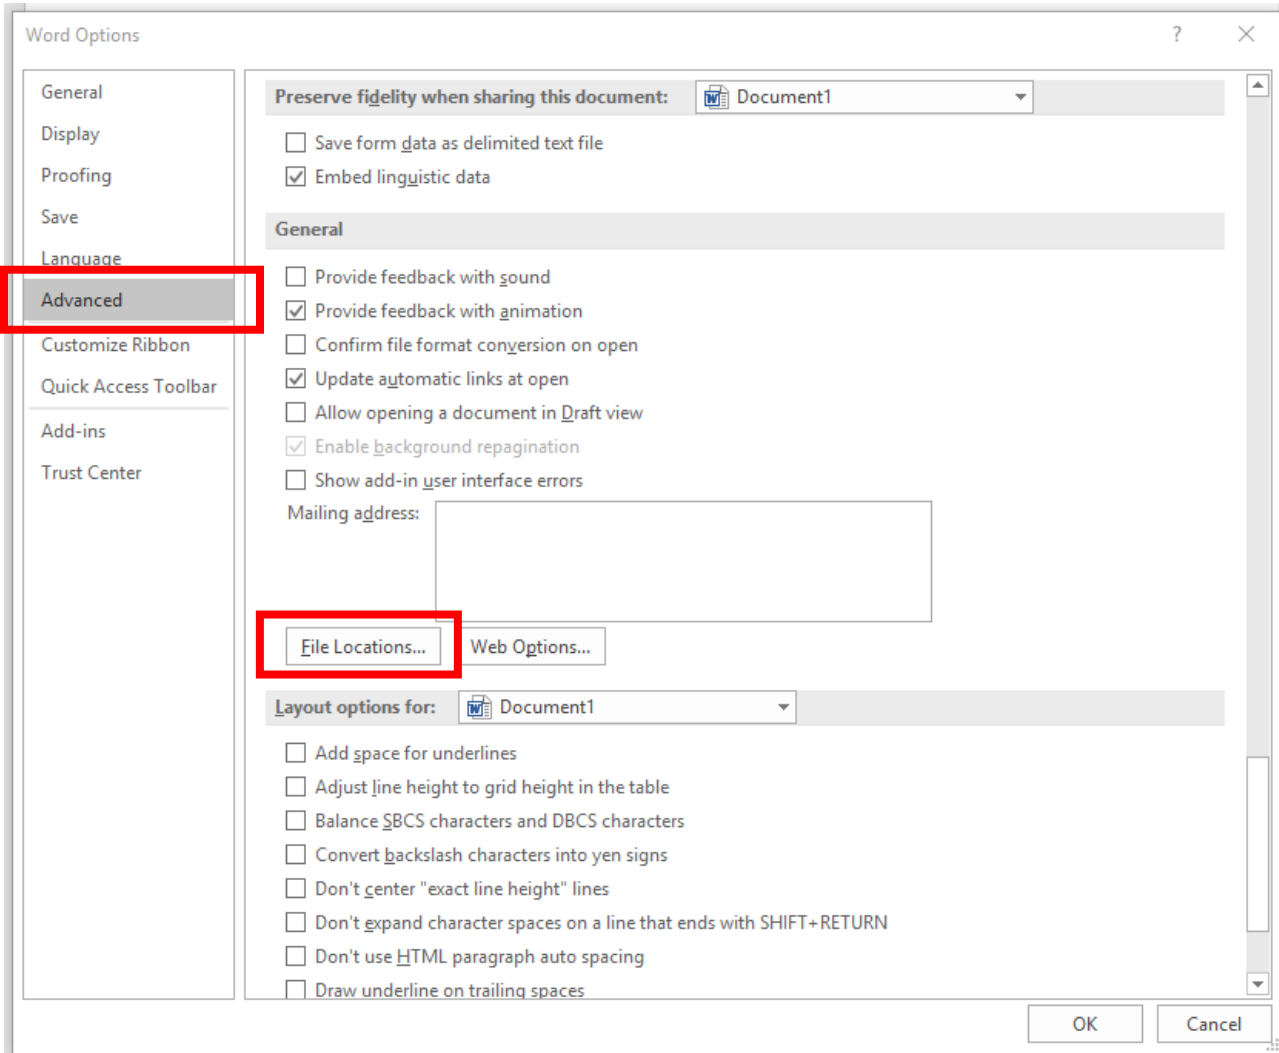 Word Options
?
General
Display
Proofing
Save
Language
Advanced
Customize Ribbon
Quick Access Toolbar
Add-ins
Trust Center
Preserve fidelity when sharing this document: Document1
Save form data as delimited text file
Embed linguistic data
General
Provide feedback with sound
Provide feedback with animation
Confirm file format conversion on open
Update automatic links at open
Allow opening a document in Draft view
Enable background repagination
Show add-in user interface errors
Mailing address:
File Locations... Web Options...
Layout options for: Document1
Add space for underlines
Adjust line height to grid height in the table
Balance SBCS characters and DBCS characters
Convert backslash characters into yen signs
Don't center "exact line height" lines
Don't expand character spaces on a line that ends with SHIFT+RETURN
Don't use HTML paragraph auto spacing
Draw underline on trailing spaces
OK Cancel